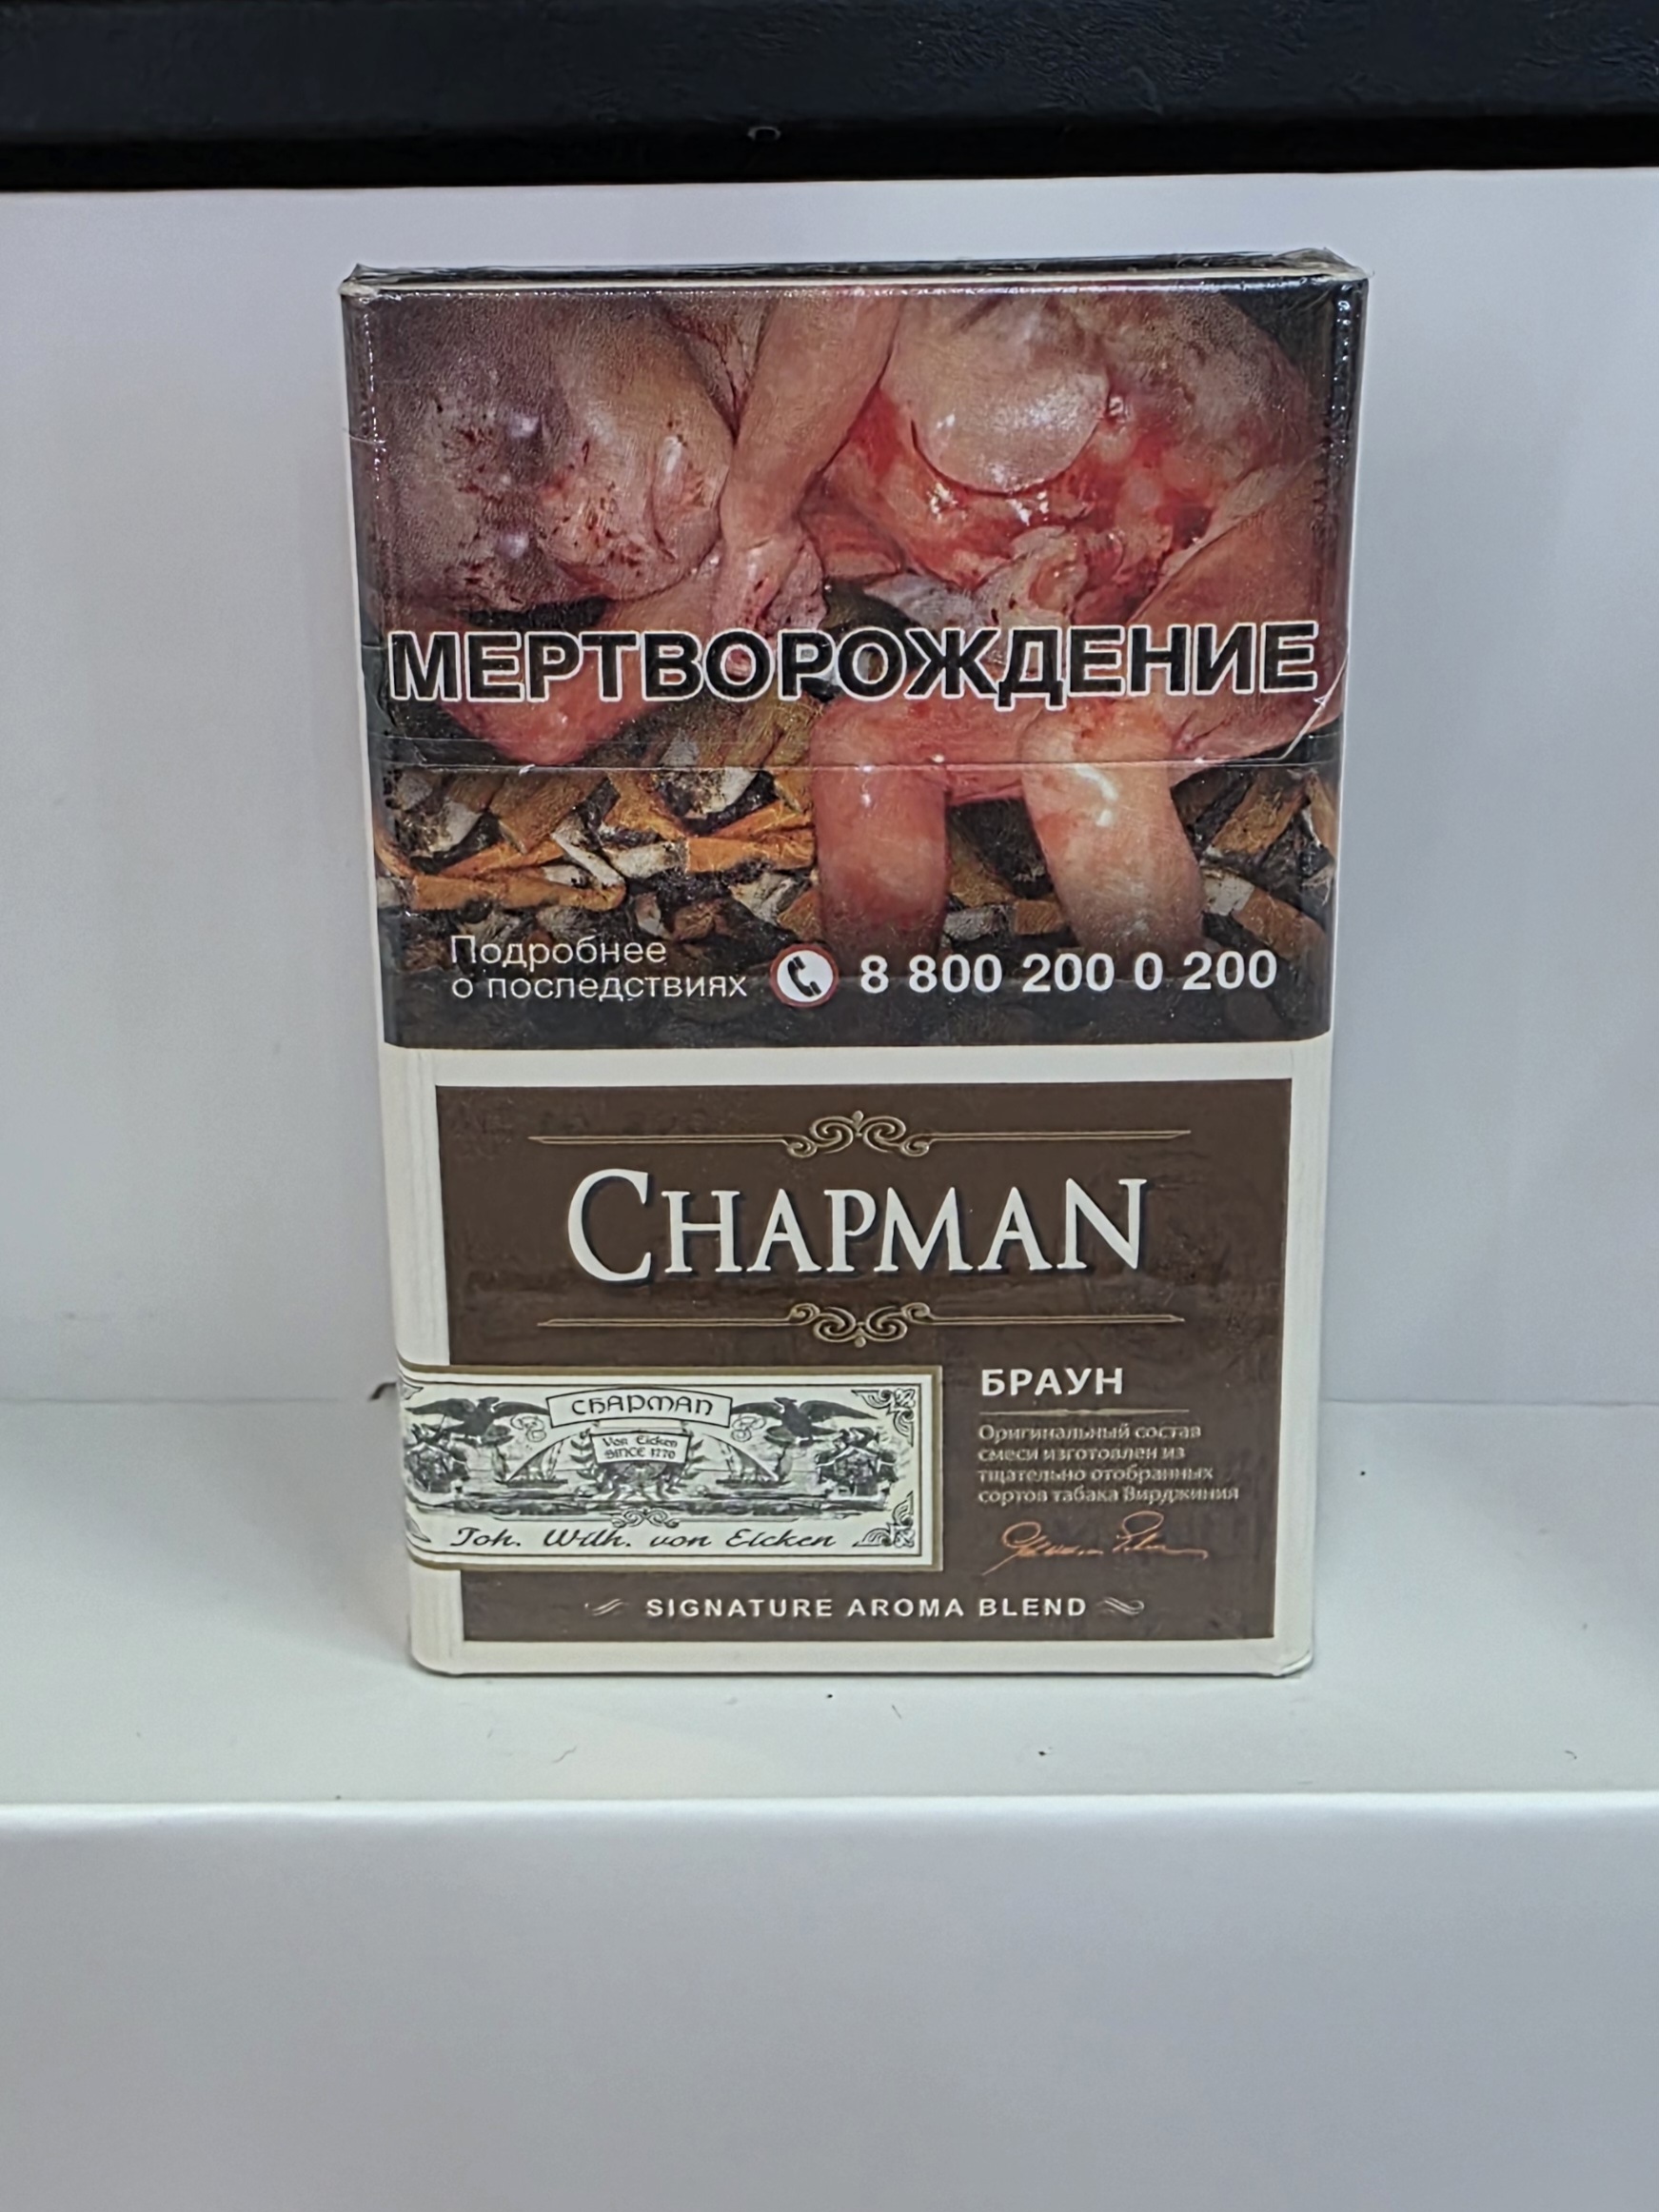 МЕРТВОРОЖДЕНИЕ
Подробнее
о последствиях
8 800 200 0 200
CHAPMAN
CHAPMAN
Von Eicken
SINCE 1770
Joh. Wilh. von Eicken
БРАУН
Оригинальный состав
смеси изготовлен из
тщательно отобранных
сортов табака Вирджиния
SIGNATURE AROMA BLEND